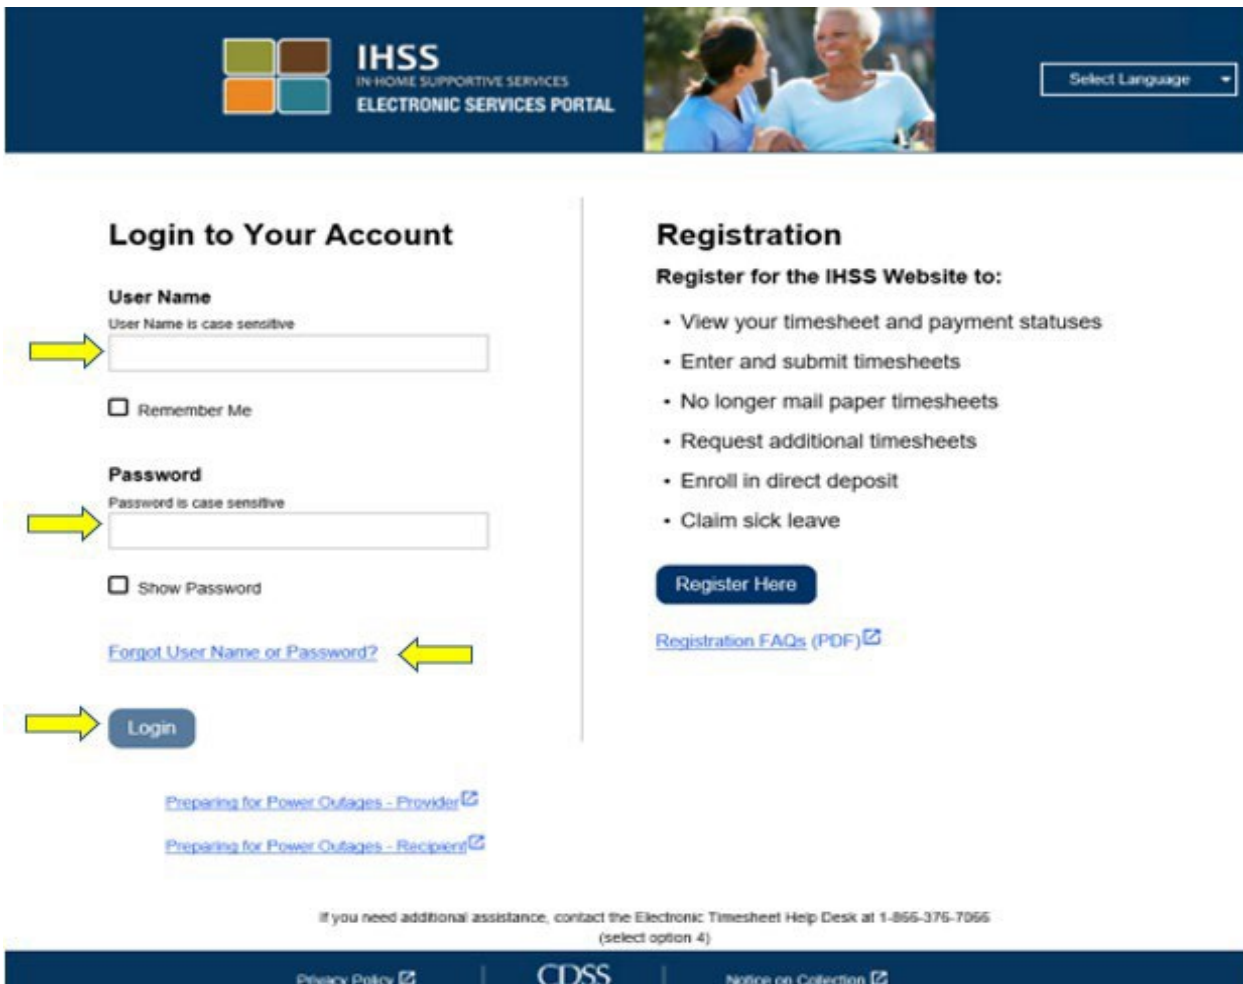 IHSS
IN-HOME SUPPORTIVE SERVICES
ELECTRONIC SERVICES PORTAL
Select Language
Login to Your Account
User Name
User Name is case sensitive
Remember Me
Password
Password is case sensitive
Show Password
Forgot User Name or Password?
Login
Preparing for Power Outages - Provider
Preparing for Power Outages - Recipient
Registration
Register for the IHSS Website to:
• View your timesheet and payment statuses
• Enter and submit timesheets
• No longer mail paper timesheets
• Request additional timesheets
• Enroll in direct deposit
• Claim sick leave
Register Here
Registration FAQs (PDF)
If you need additional assistance, contact the Electronic Timesheet Help Desk at 1-866-376-7066
(select option 4)
Privacy Policy
CDSS
Notice on Collection